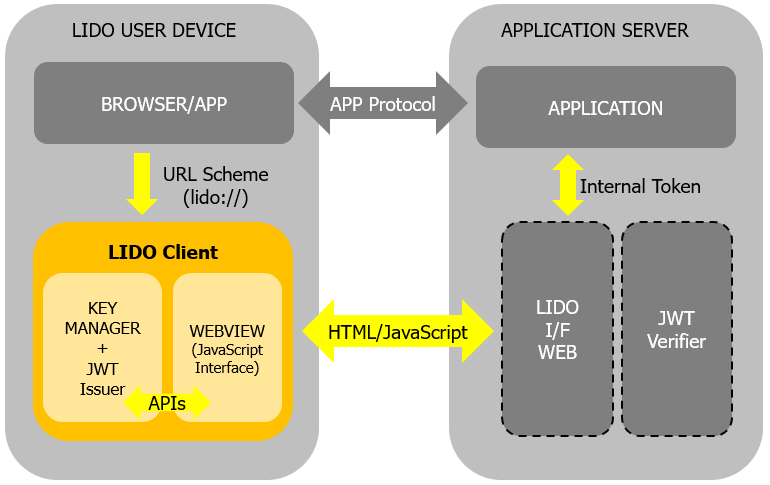 LIDO USER DEVICE
BROWSER/APP
URL Scheme
(lido://)
LIDO Client
KEY
MANAGER
+
JWT
Issuer
WEBVIEW
(JavaScript
Interface)
APIs
APP Protocol
HTML/JavaScript
APPLICATION SERVER
APPLICATION
Internal Token
LIDO
I/F
WEB
JWT
Verifier